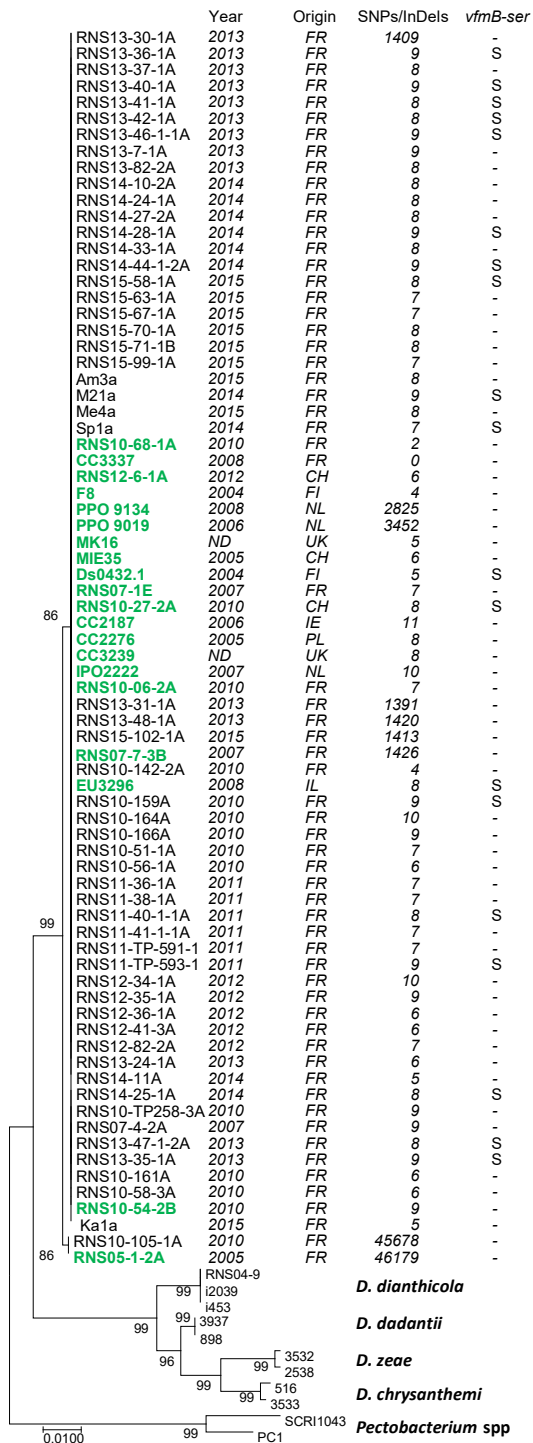 Year Origin SNPs/InDels vfmB-ser
RNS13-30-1A 2013 FR 1409 -
RNS13-36-1A 2013 FR 9 S
RNS13-37-1A 2013 FR 8 -
RNS13-40-1A 2013 FR 9 S
RNS13-41-1A 2013 FR 8 S
RNS13-42-1A 2013 FR 8 S
RNS13-46-1-1A 2013 FR 9 S
RNS13-7-1A 2013 FR 9 -
RNS13-82-2A 2013 FR 8 -
RNS14-10-2A 2014 FR 8 -
RNS14-24-1A 2014 FR 8 -
RNS14-27-2A 2014 FR 8 -
RNS14-28-1A 2014 FR 9 S
RNS14-33-1A 2014 FR 8 -
RNS14-44-1-2A 2014 FR 9 S
RNS15-58-1A 2015 FR 8 S
RNS15-63-1A 2015 FR 7 -
RNS15-67-1A 2015 FR 7 -
RNS15-70-1A 2015 FR 8 -
RNS15-71-1B 2015 FR 8 -
RNS15-99-1A 2015 FR 7 -
Am3a 2015 FR 8 -
M21a 2014 FR 9 S
Me4a 2015 FR 8 -
Sp1a 2014 FR 7 S
RNS10-68-1A 2010 FR 2 -
CC3337 2008 FR 0 -
RNS12-6-1A 2012 CH 6 -
F8 2004 FI 4 -
PPO 9134 2008 NL 2825 -
PPO 9019 2006 NL 3452 -
MK16 ND UK 5 -
MIE35 2005 CH 6 -
Ds0432.1 2004 FI 5 S
RNS07-1E 2007 FR 7 -
RNS10-27-2A 2010 CH 8 S
86
CC2187 2006 IE 11 -
CC2276 2005 PL 8 -
CC3239 ND UK 8 -
IPO2222 2007 NL 10 -
RNS10-06-2A 2010 FR 7 -
RNS13-31-1A 2013 FR 1391 -
RNS13-48-1A 2013 FR 1420 -
RNS15-102-1A 2015 FR 1413 -
RNS07-7-3B 2007 FR 1426 -
RNS10-142-2A 2010 FR 4 -
EU3296 2008 IL 8 S
RNS10-159A 2010 FR 9 S
RNS10-164A 2010 FR 10 -
RNS10-166A 2010 FR 9 -
RNS10-51-1A 2010 FR 7 -
RNS10-56-1A 2010 FR 6 -
RNS11-36-1A 2011 FR 7 -
RNS11-38-1A 2011 FR 7 -
99
RNS11-40-1-1A 2011 FR 8 S
RNS11-41-1-1A 2011 FR 7 -
RNS11-TP-591-1 2011 FR 7 -
RNS11-TP-593-1 2011 FR 9 S
RNS12-34-1A 2012 FR 10 -
RNS12-35-1A 2012 FR 9 -
RNS12-36-1A 2012 FR 6 -
RNS12-41-3A 2012 FR 6 -
RNS12-82-2A 2012 FR 7 -
RNS13-24-1A 2013 FR 6 -
RNS14-11A 2014 FR 5 -
RNS14-25-1A 2014 FR 8 S
RNS10-TP258-3A 2010 FR 9 -
RNS07-4-2A 2007 FR 9 -
RNS13-47-1-2A 2013 FR 8 S
RNS13-35-1A 2013 FR 9 S
RNS10-161A 2010 FR 6 -
RNS10-58-3A 2010 FR 6 -
RNS10-54-2B 2010 FR 9 -
Ka1a 2015 FR 5 -
RNS10-105-1A 2010 FR 45678 -
86 RNS05-1-2A 2005 FR 46179 -
RNS04-9
99 i2039 D. dianthicola
i453
99 3937 D. dadantii
99
898
96 99 3532 D. zeae
2538
99 516 D. chrysanthemi
99 3533
SCRI1043
99 PC1 Pectobacterium spp
0.0100